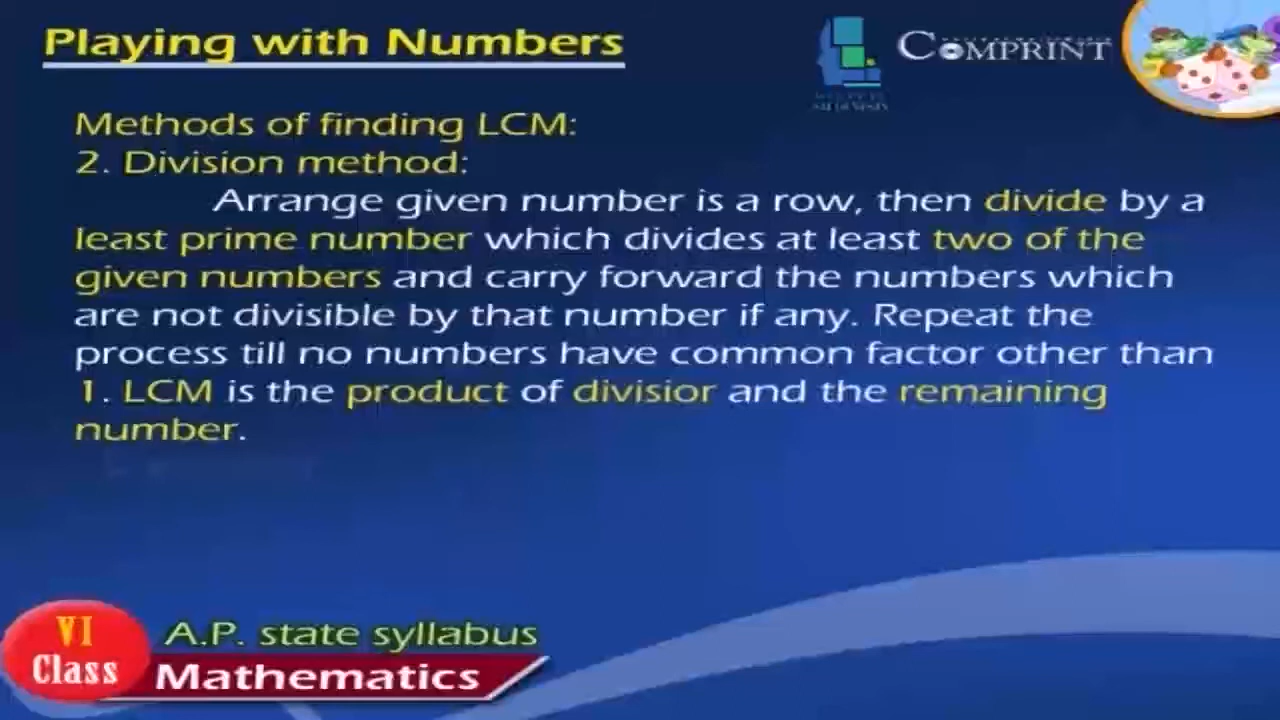 Playing with Numbers
COMPRINT
Methods of finding LCM:
2. Division method:
Arrange given number is a row, then divide by a
least prime number which divides at least two of the
given numbers and carry forward the numbers which
are not divisible by that number if any. Repeat the
process till no numbers have common factor other than
1. LCM is the product of divisior and the remaining
number.
VI
Class
A.P. state syllabus
Mathematics